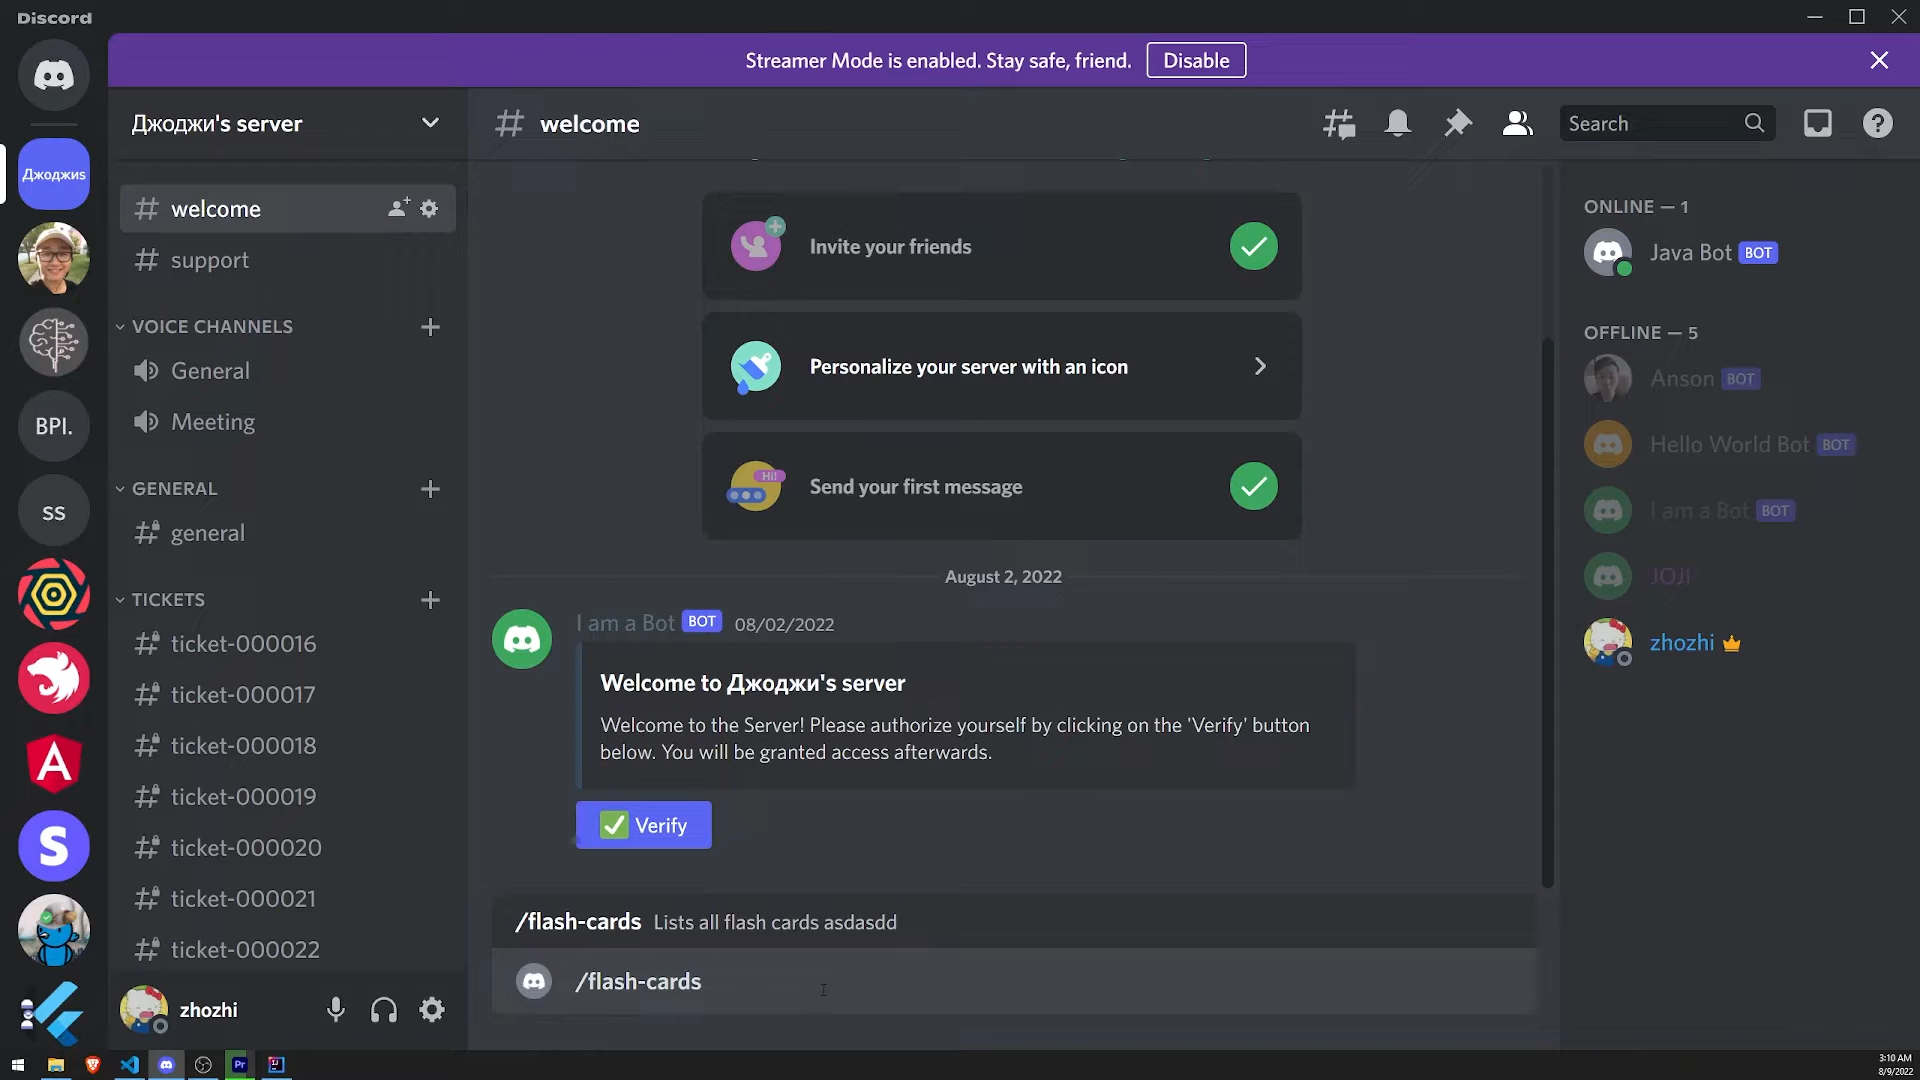 Discord
Streamer Mode is enabled. Stay safe, friend. Disable
Джоджи's server
welcome
Search
Джоджиs
BPI.
SS
welcome
support
VOICE CHANNELS
General
Meeting
GENERAL
general
TICKETS
ticket-000016
ticket-000017
ticket-000018
ticket-000019
ticket-000020
ticket-000021
ticket-000022
zhozhi
Invite your friends
Personalize your server with an icon
Hi!
Send your first message
August 2, 2022
I am a Bot BOT 08/02/2022
Welcome to Джоджи's server
Welcome to the Server! Please authorize yourself by clicking on the 'Verify' button
below. You will be granted access afterwards.
Verify
/flash-cards Lists all flash cards asdasdd
/flash-cards
ONLINE — 1
Java Bot BOT
OFFLINE — 5
Anson BOT
Hello World Bot BOT
I am a Bot BOT
JOJI
zhozhi
Pr
IJ
3:10 AM
8/9/2022